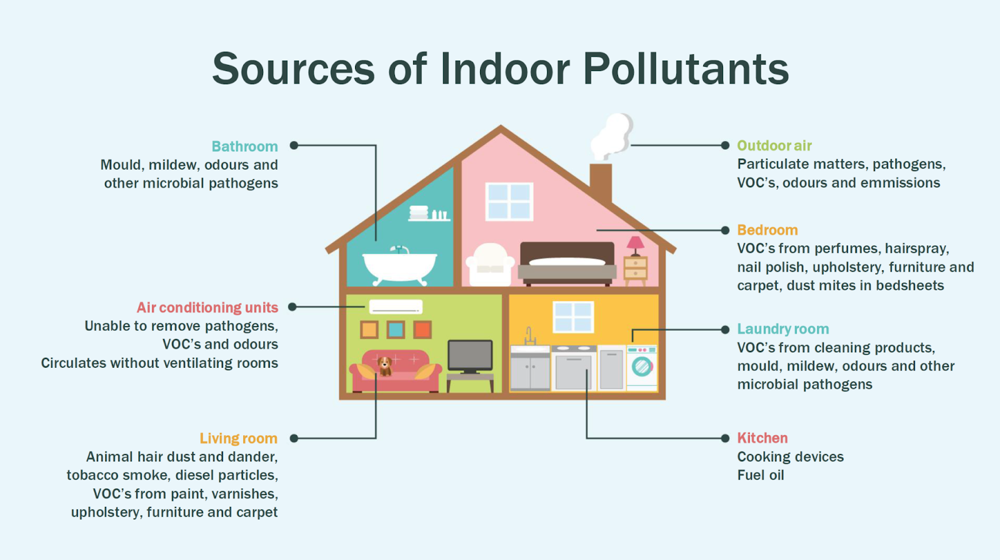 Sources of Indoor Pollutants
Bathroom
Mould, mildew, odours and
other microbial pathogens
Air conditioning units
Unable to remove pathogens,
VOC's and odours
Circulates without ventilating rooms
Living room
Animal hair dust and dander,
tobacco smoke, diesel particles,
VOC's from paint, varnishes,
upholstery, furniture and carpet
Outdoor air
Particulate matters, pathogens,
VOC's, odours and emmissions
Bedroom
VOC's from perfumes, hairspray,
nail polish, upholstery, furniture and
carpet, dust mites in bedsheets
Laundry room
VOC's from cleaning products,
mould, mildew, odours and other
microbial pathogens
Kitchen
Cooking devices
Fuel oil